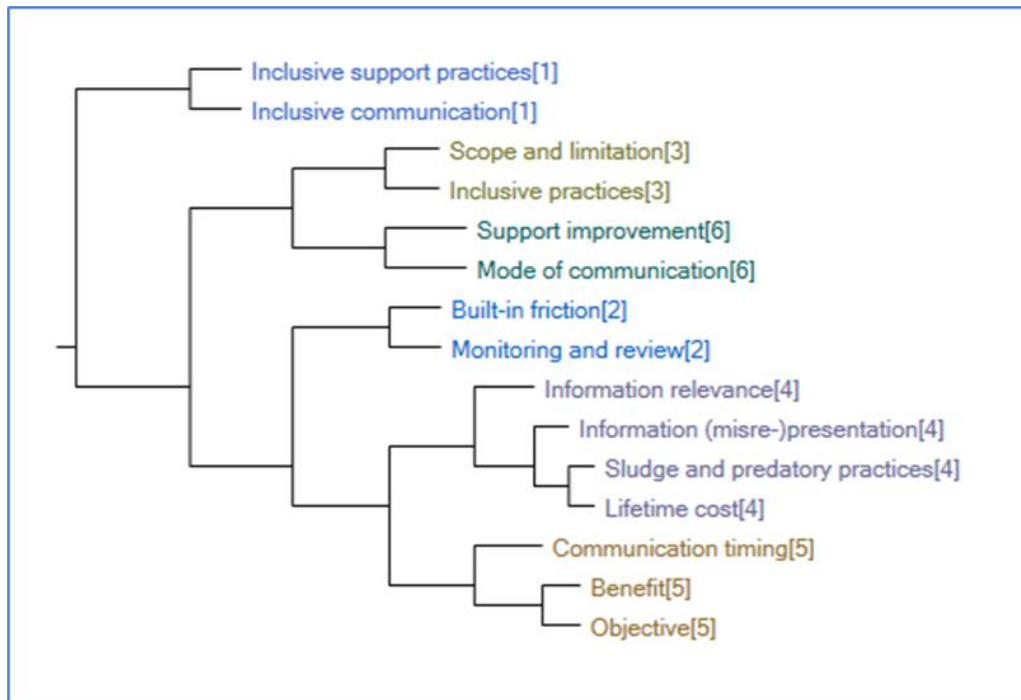 Inclusive support practices[1]
Inclusive communication[1]
Scope and limitation[3]
Inclusive practices[3]
Support improvement[6]
Mode of communication[6]
Built-in friction[2]
Monitoring and review[2]
Information relevance[4]
Information (misre-)presentation[4]
Sludge and predatory practices[4]
Lifetime cost[4]
Communication timing[5]
Benefit[5]
Objective[5]